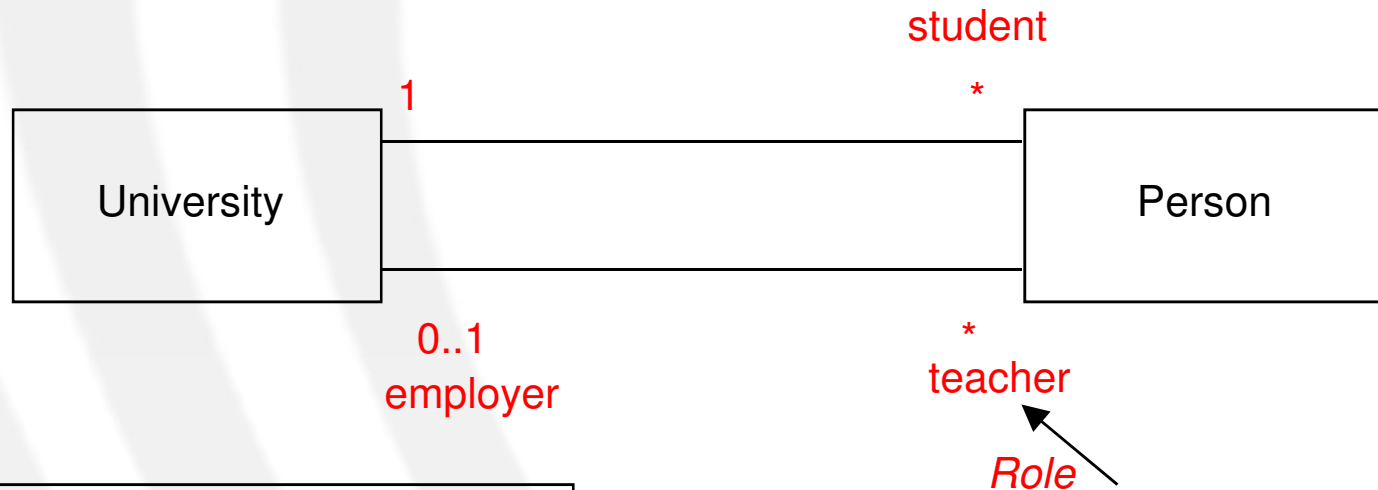 student
1
*
University
Person
0..1
*
employer
teacher
Role